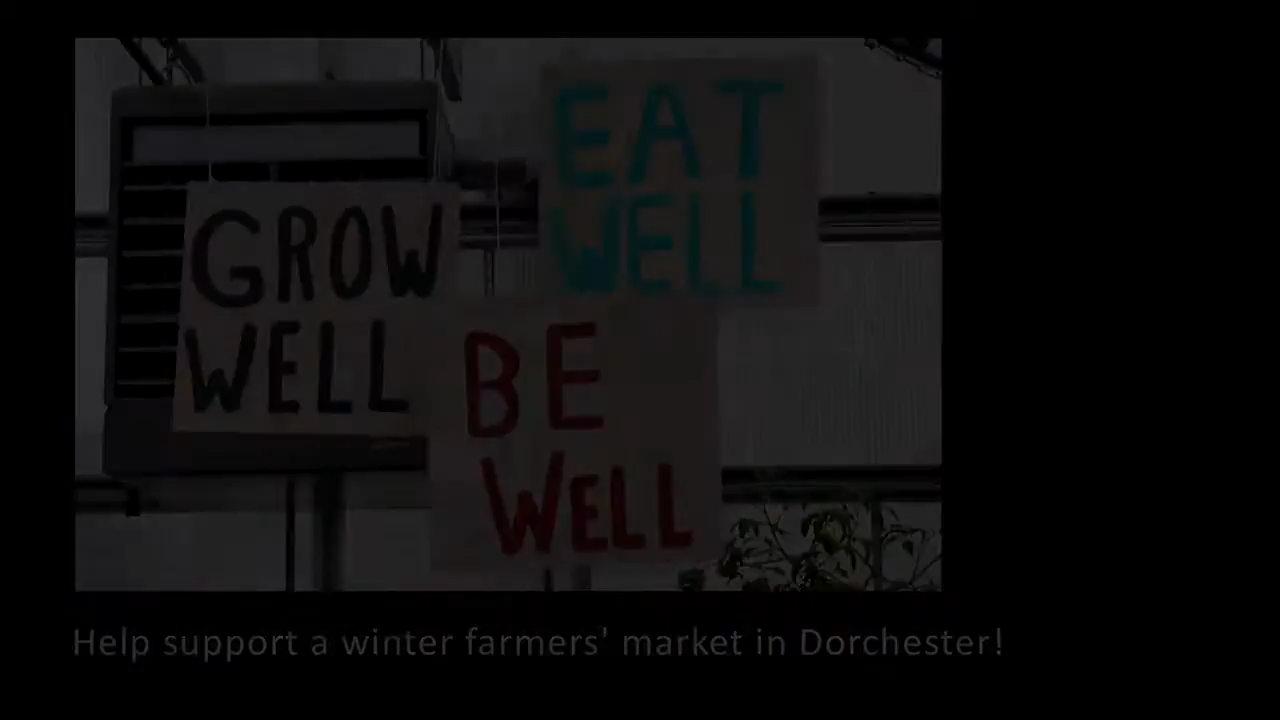 GROW
WELL
EAT
WELL
BE
WELL
Help support a winter farmers' market in Dorchester!